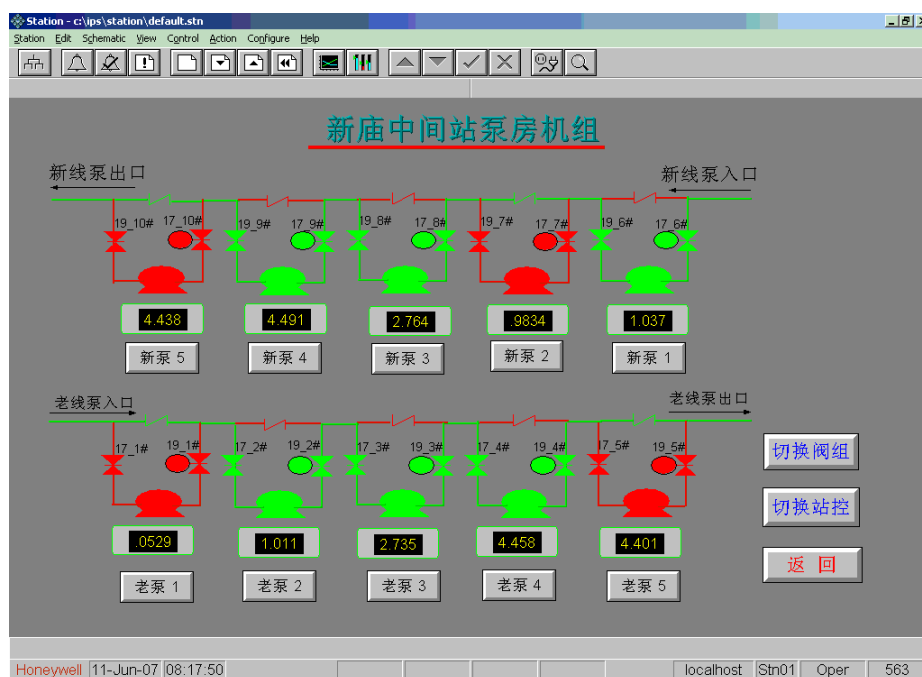 Station - c:\ips\station\default.stn
Station Edit Schematic View Control Action Configure Help
新庙中间站泵房机组
新线泵出口 新线泵入口
19_10# 17_10# 19_9# 17_9# 19_8# 17_8# 19_7# 17_7# 19_6# 17_6#
4.438 4.491 2.764 .9834 1.037
新泵 5 新泵 4 新泵 3 新泵 2 新泵 1
老线泵入口 老线泵出口
17_1# 19_1# 17_2# 19_2# 17_3# 19_3# 17_4# 19_4# 17_5# 19_5#
切换阀组
切换站控
.0529 1.011 2.735 4.458 4.401
返 回
老泵 1 老泵 2 老泵 3 老泵 4 老泵 5
Honeywell 11-Jun-07 08:17:50 localhost Stn01 Oper 563